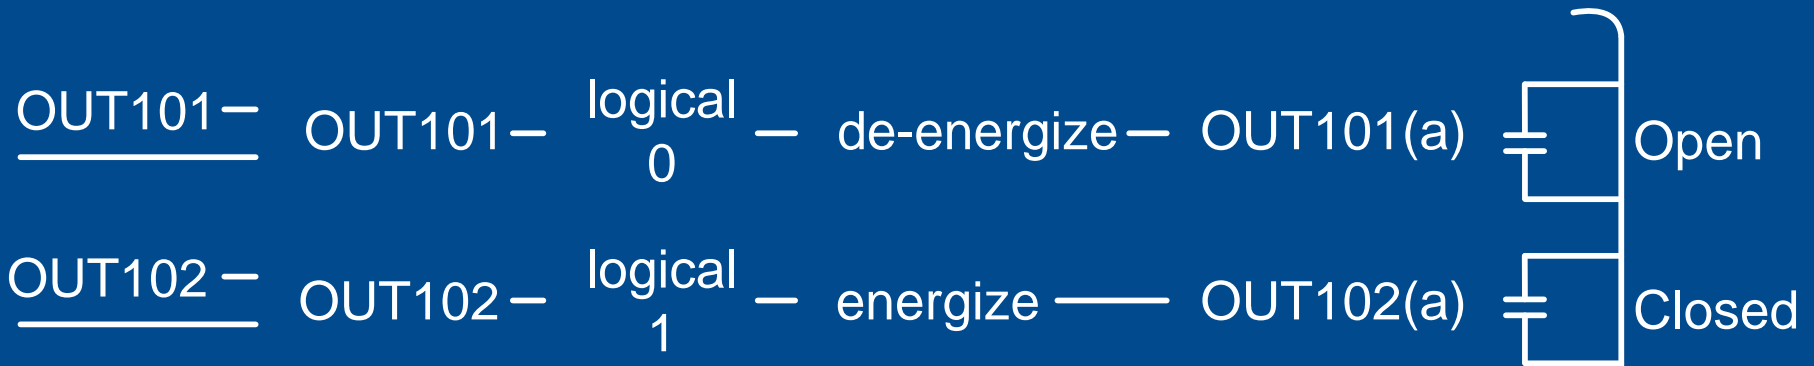 OUT101 OUT101 logical 0 de-energize OUT101(a) Open
OUT102 OUT102 logical 1 energize OUT102(a) Closed